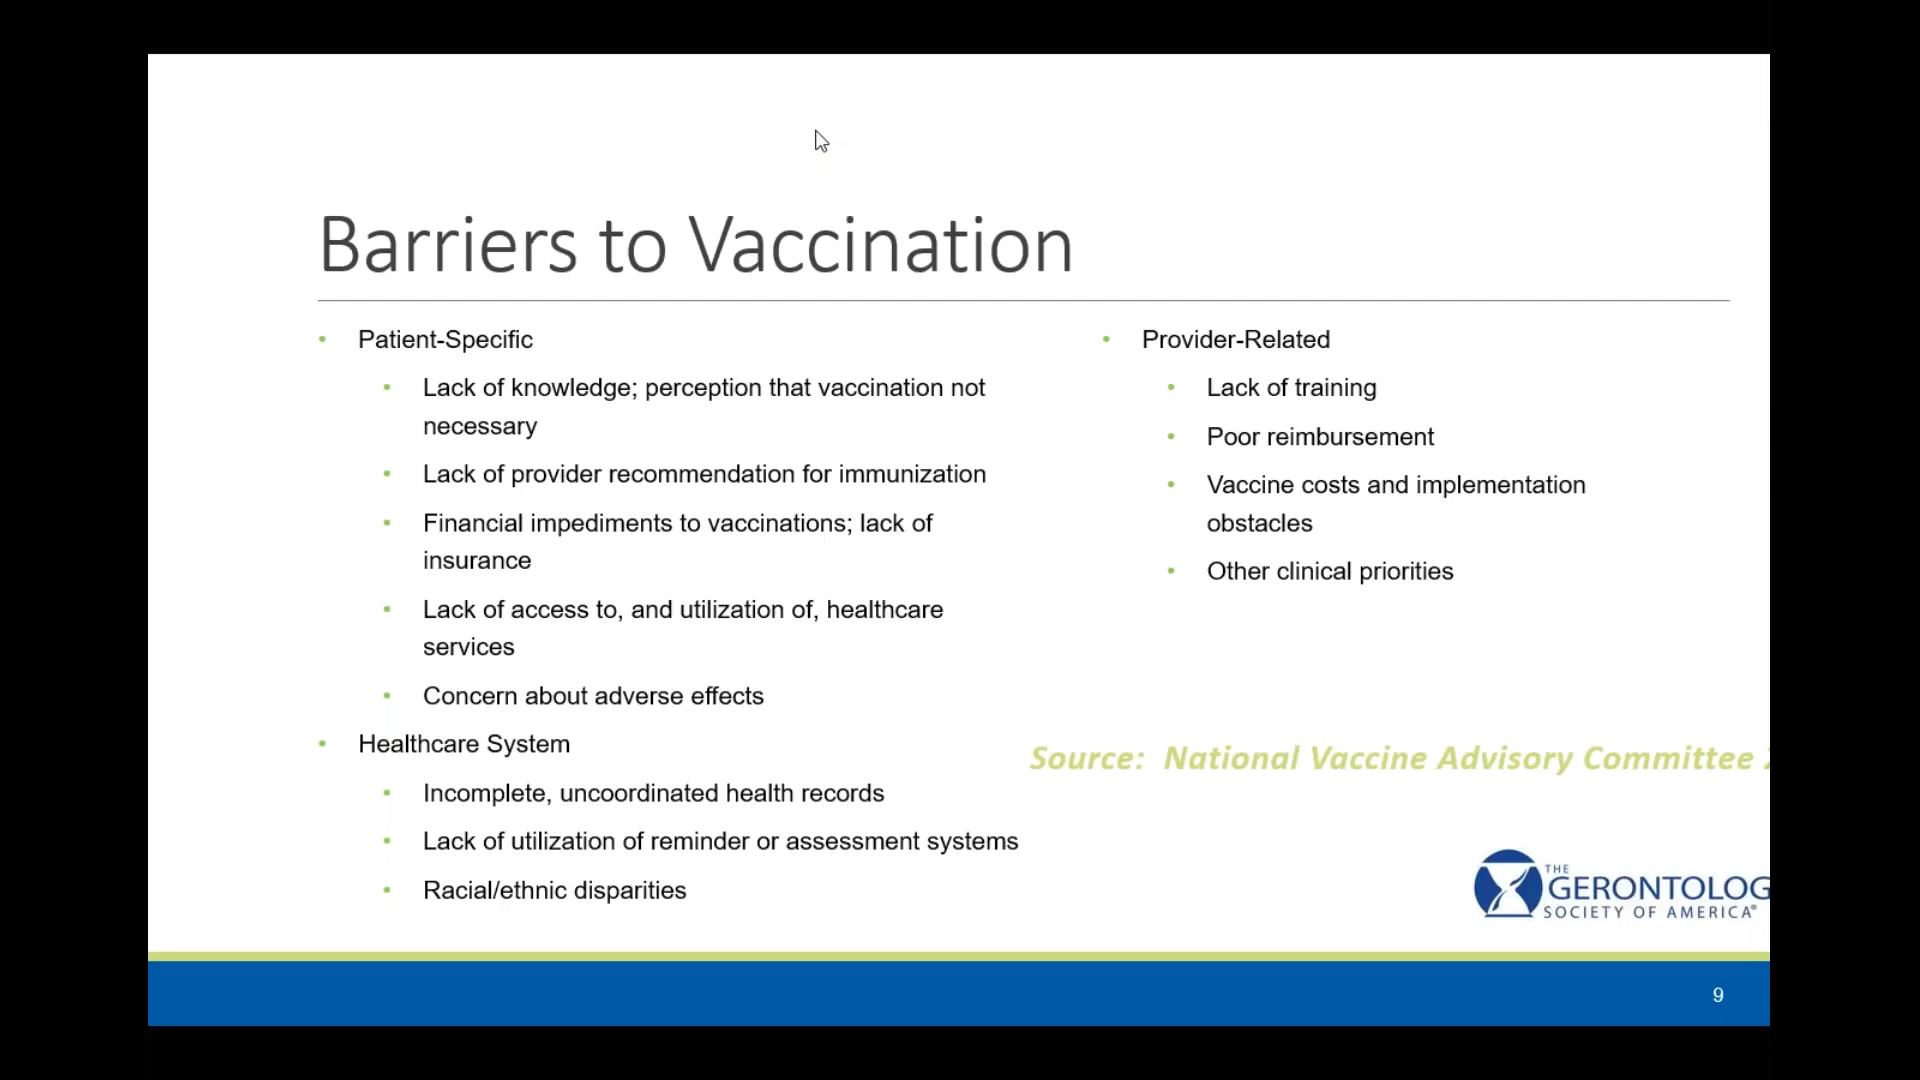 Barriers to Vaccination
• Patient-Specific
• Lack of knowledge; perception that vaccination not
necessary
• Lack of provider recommendation for immunization
• Financial impediments to vaccinations; lack of
insurance
• Lack of access to, and utilization of, healthcare
services
• Concern about adverse effects
• Healthcare System
• Incomplete, uncoordinated health records
• Lack of utilization of reminder or assessment systems
• Racial/ethnic disparities
• Provider-Related
• Lack of training
• Poor reimbursement
• Vaccine costs and implementation
obstacles
• Other clinical priorities
Source: National Vaccine Advisory Committee
THE
GERONTOLOG
SOCIETY OF AMERICA®
9